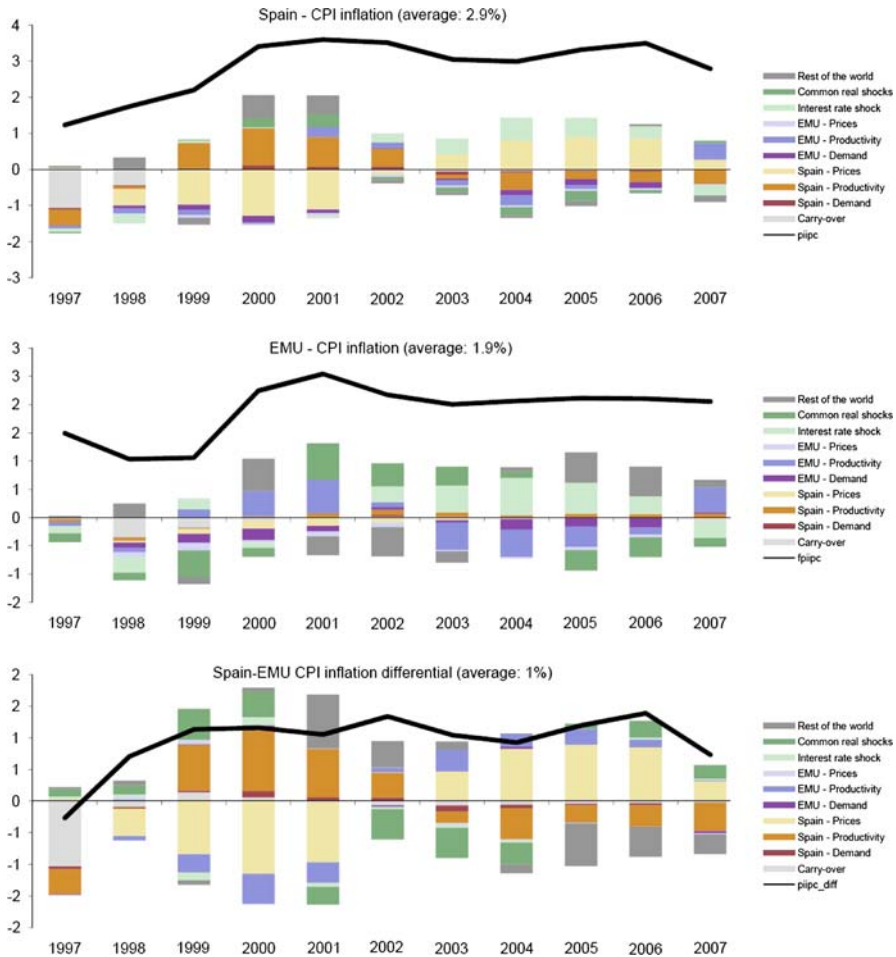 Spain - CPI inflation (average: 2.9%)
4
3
2
1
0
-1
-2
-3
1997 1998 1999 2000 2001 2002 2003 2004 2005 2006 2007
Rest of the world
Common real shocks
Interest rate shock
EMU - Prices
EMU - Productivity
EMU - Demand
Spain - Prices
Spain - Productivity
Spain - Demand
Carry-over
piipc
EMU - CPI inflation (average: 1.9%)
3
3
2
2
1
1
0
-1
-1
-2
1997 1998 1999 2000 2001 2002 2003 2004 2005 2006 2007
Rest of the world
Common real shocks
Interest rate shock
EMU - Prices
EMU - Productivity
EMU - Demand
Spain - Prices
Spain - Productivity
Spain - Demand
Carry-over
fpiipc
Spain-EMU CPI inflation differential (average: 1%)
2
2
1
1
0
-1
-1
-2
-2
1997 1998 1999 2000 2001 2002 2003 2004 2005 2006 2007
Rest of the world
Common real shocks
Interest rate shock
EMU - Prices
EMU - Productivity
EMU - Demand
Spain - Prices
Spain - Productivity
Spain - Demand
Carry-over
piipc_diff